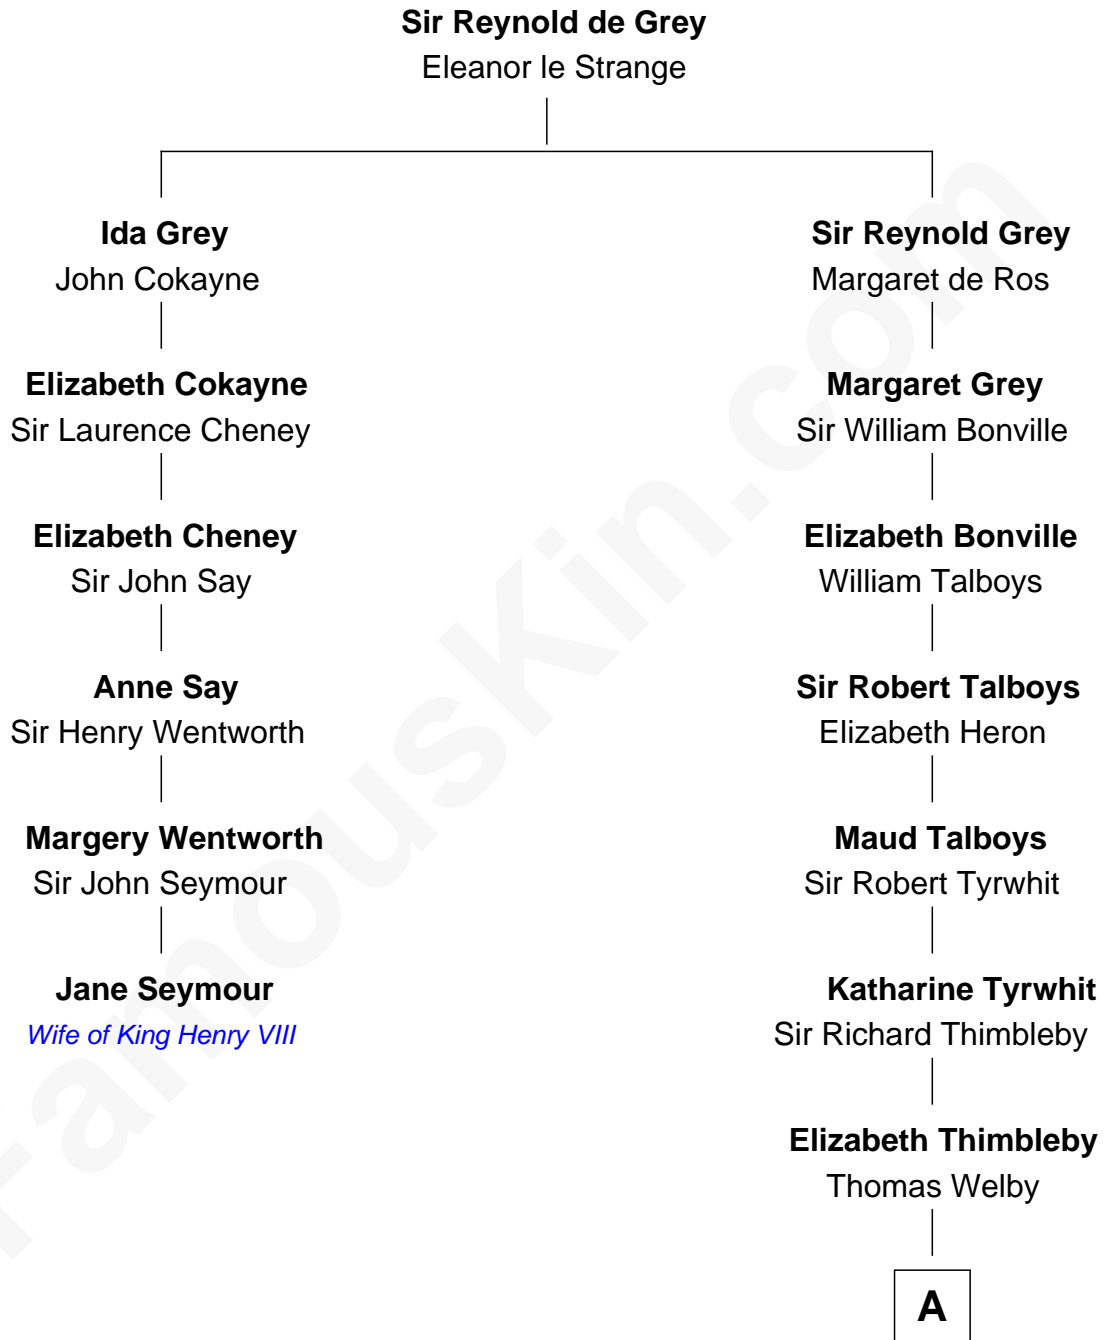 Sir Reynold de Grey
Eleanor le Strange
Ida Grey
John Cokayne
Sir Reynold Grey
Margaret de Ros
Elizabeth Cokayne
Sir Laurence Cheney
Margaret Grey
Sir William Bonville
Elizabeth Cheney
Sir John Say
Elizabeth Bonville
William Talboys
Anne Say
Sir Henry Wentworth
Sir Robert Talboys
Elizabeth Heron
Margery Wentworth
Sir John Seymour
Maud Talboys
Sir Robert Tyrwhit
Jane Seymour
Wife of King Henry VIII
Katharine Tyrwhit
Sir Richard Thimbleby
Elizabeth Thimbleby
Thomas Welby
A
FamousKin.com